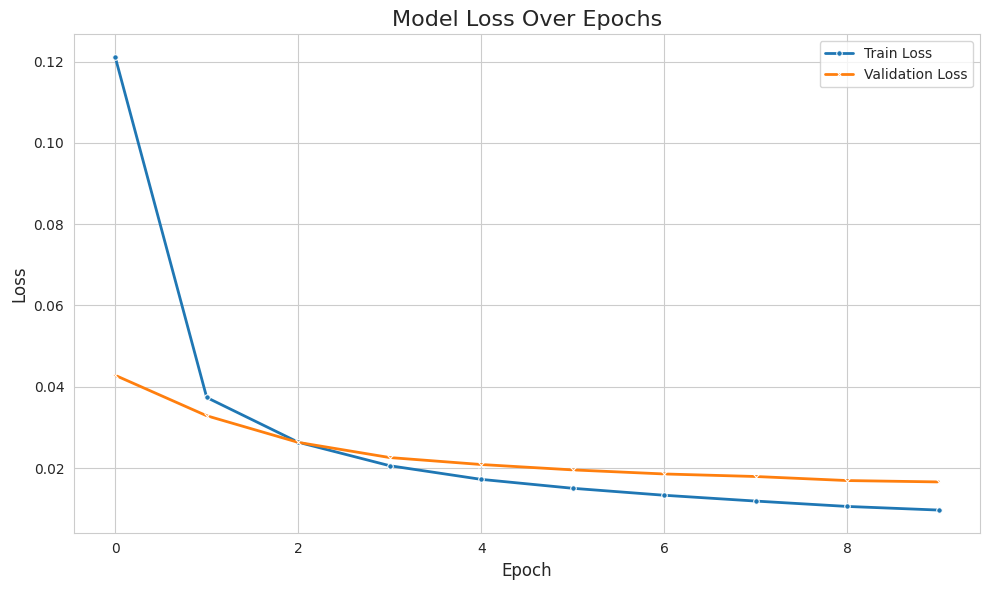 Model Loss Over Epochs
Train Loss
Validation Loss
0.12
0.10
0.08
0.06
0.04
0.02
Loss
0
2
4
6
8
Epoch